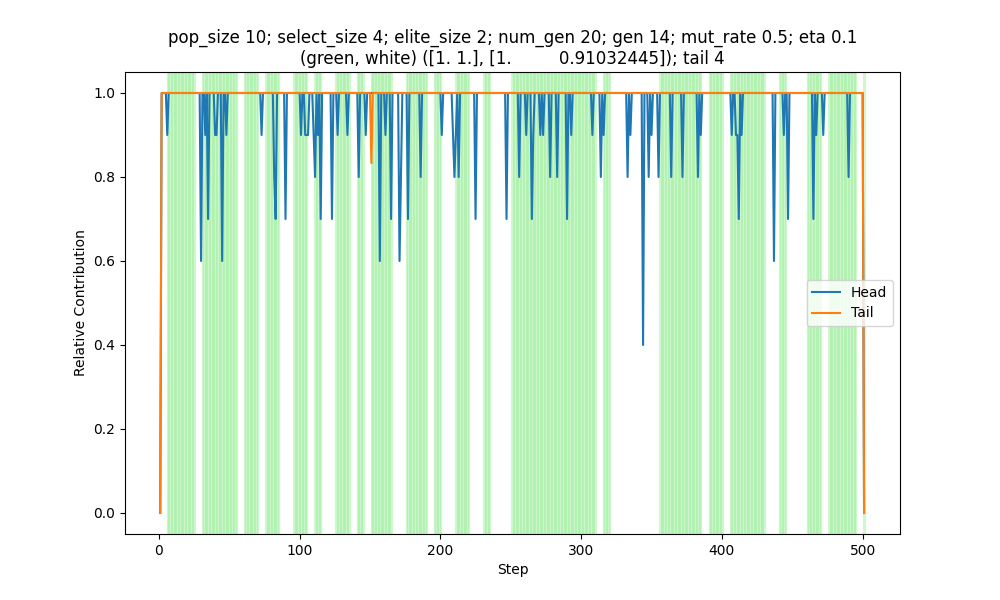 pop_size 10; select_size 4; elite_size 2; num_gen 20; gen 14; mut_rate 0.5; eta 0.1
(green, white) ([1. 1.], [1.          0.91032445]); tail 4
1.0
0.8
0.6
0.4
0.2
0.0
Relative Contribution
Head
Tail
0
100
200
300
400
500
Step